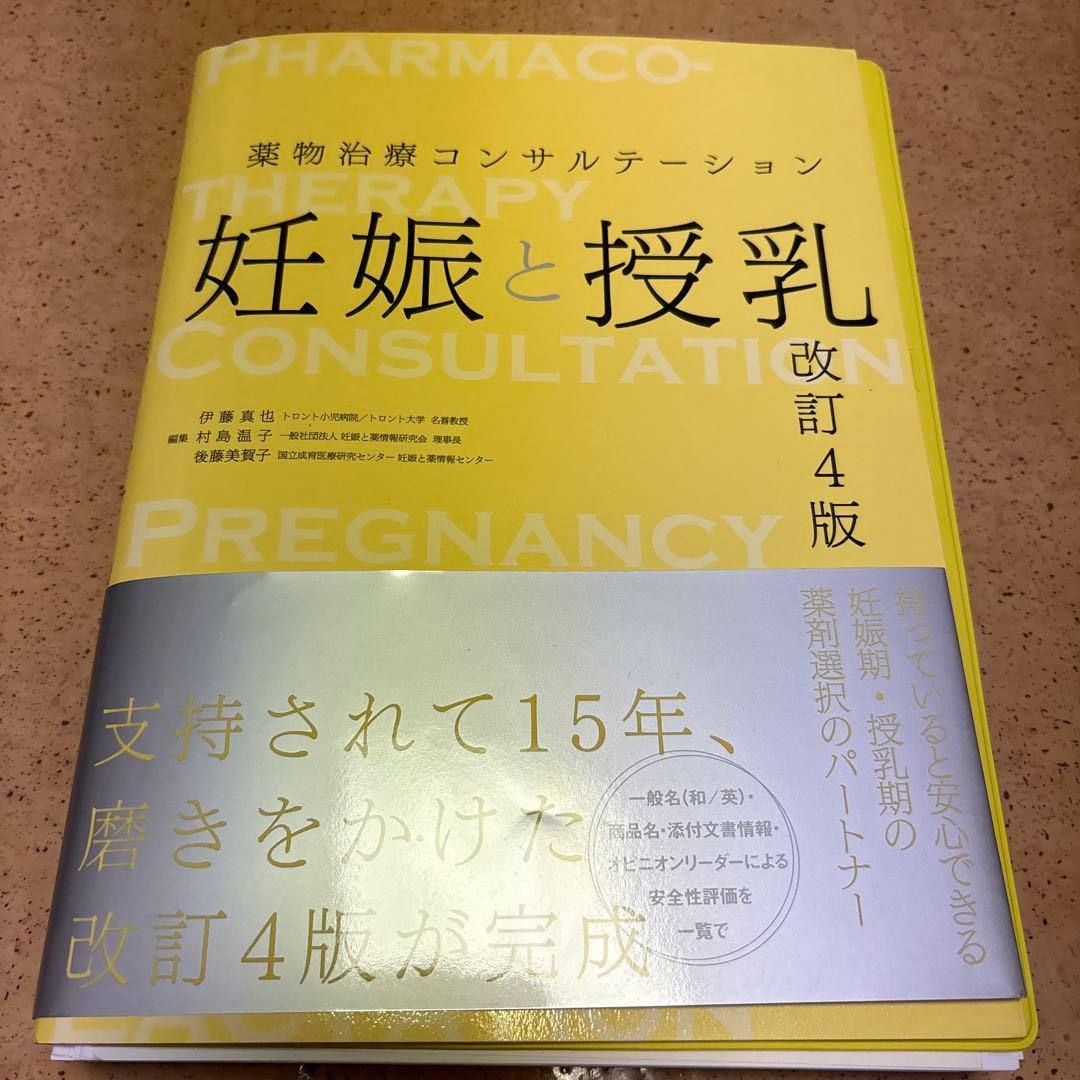 PHARMACO-
薬物治療コンサルテーション
THERAPY
妊娠と授乳
CONSULTATION
改訂4版
伊藤真也 トロント小児病院／トロント大学 名誉教授
編集 村島温子 一般社団法人 妊娠と薬情報研究会 理事長
後藤美賀子 国立成育医療研究センター 妊娠と薬情報センター
PREGNANCY
持っていると安心できる
妊娠期・授乳期の
薬剤選択のパートナー
支持されて15年、
磨きをかけた
改訂4版が完成
一般名(和/英)・
商品名・添付文書情報・
オピニオンリーダーによる
安全性評価を
一覧で